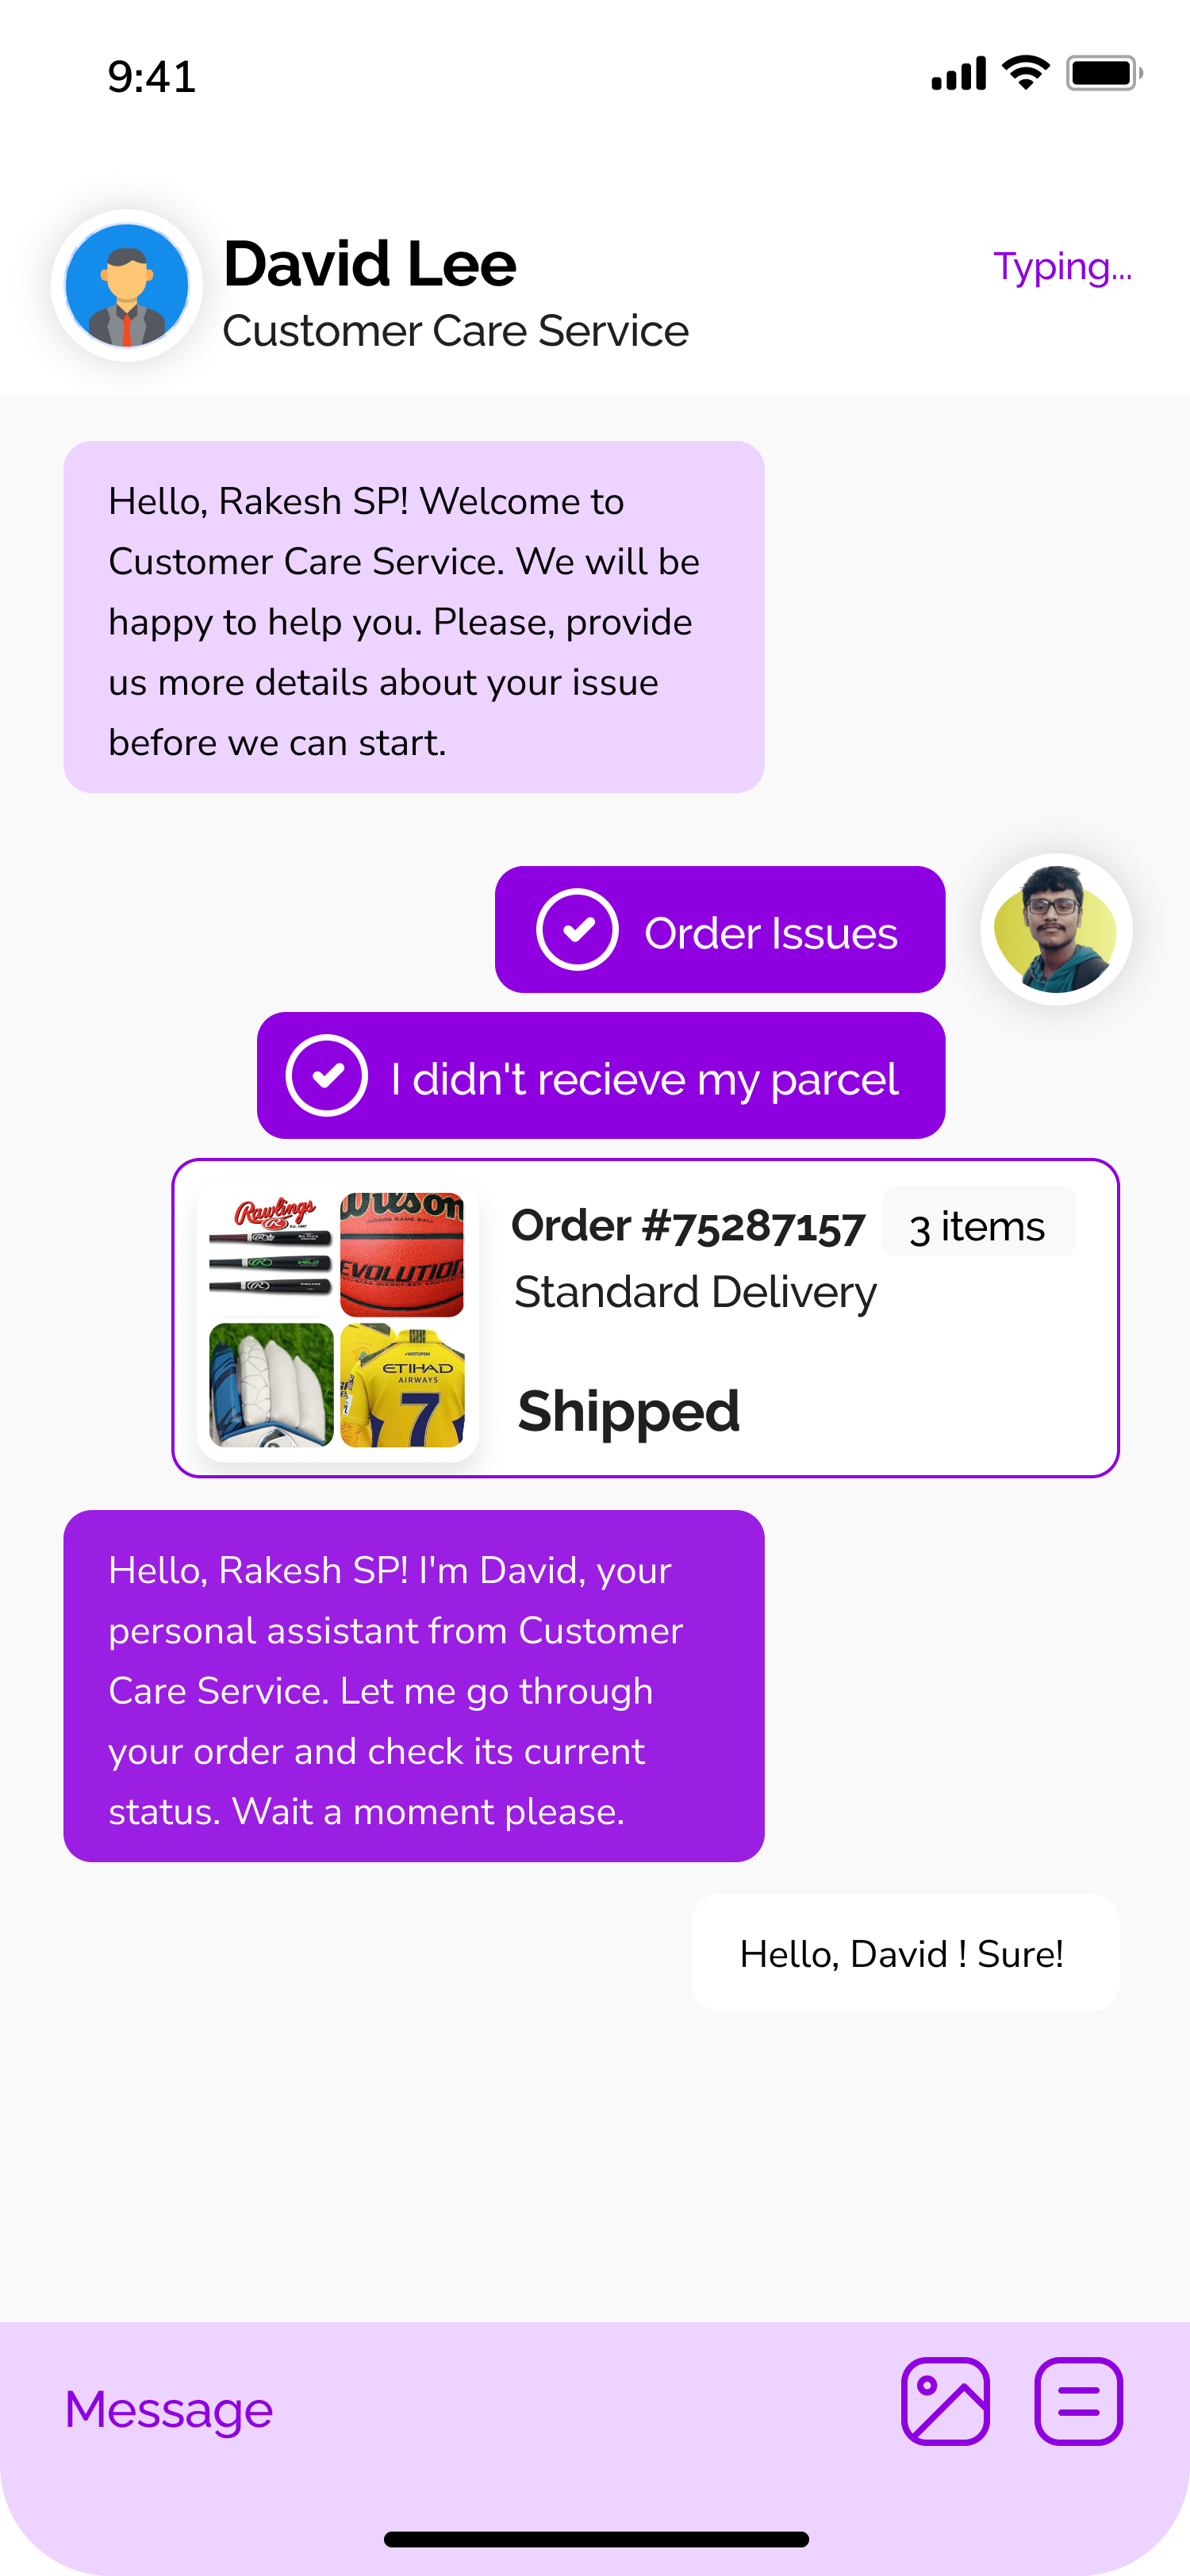 9:41
David Lee
Typing...
Customer Care Service
Hello, Rakesh SP! Welcome to
Customer Care Service. We will be
happy to help you. Please, provide
us more details about your issue
before we can start.
Order Issues
I didn't recieve my parcel
Rawlings
Wilson
EVOLUTION
Order #75287157
3 items
Standard Delivery
ETIHAD
AIRWAYS
7
Shipped
Hello, Rakesh SP! I'm David, your
personal assistant from Customer
Care Service. Let me go through
your order and check its current
status. Wait a moment please.
Hello, David ! Sure!
Message